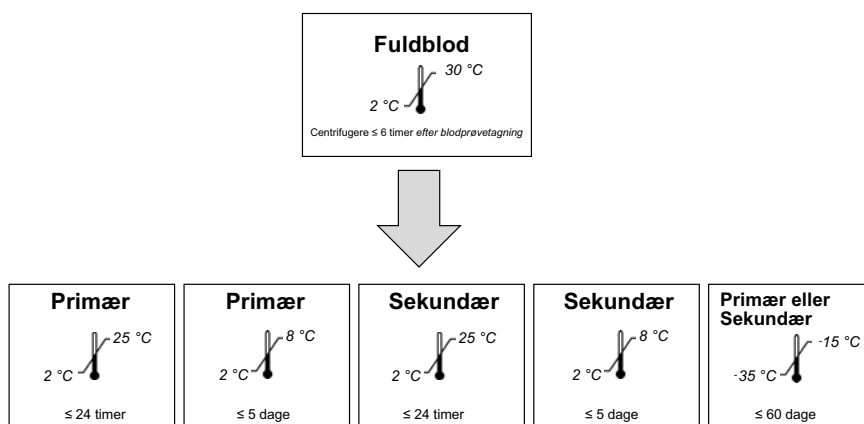 Fuldblod
30 °C
2 °C
Centrifugere ≤ 6 timer efter blodprøvetagning
Primær
25 °C
2 °C
≤ 24 timer
Primær
8 °C
2 °C
≤ 5 dage
Sekundær
25 °C
2 °C
≤ 24 timer
Sekundær
8 °C
2 °C
≤ 5 dage
Primær eller
Sekundær
-15 °C
-35 °C
≤ 60 dage